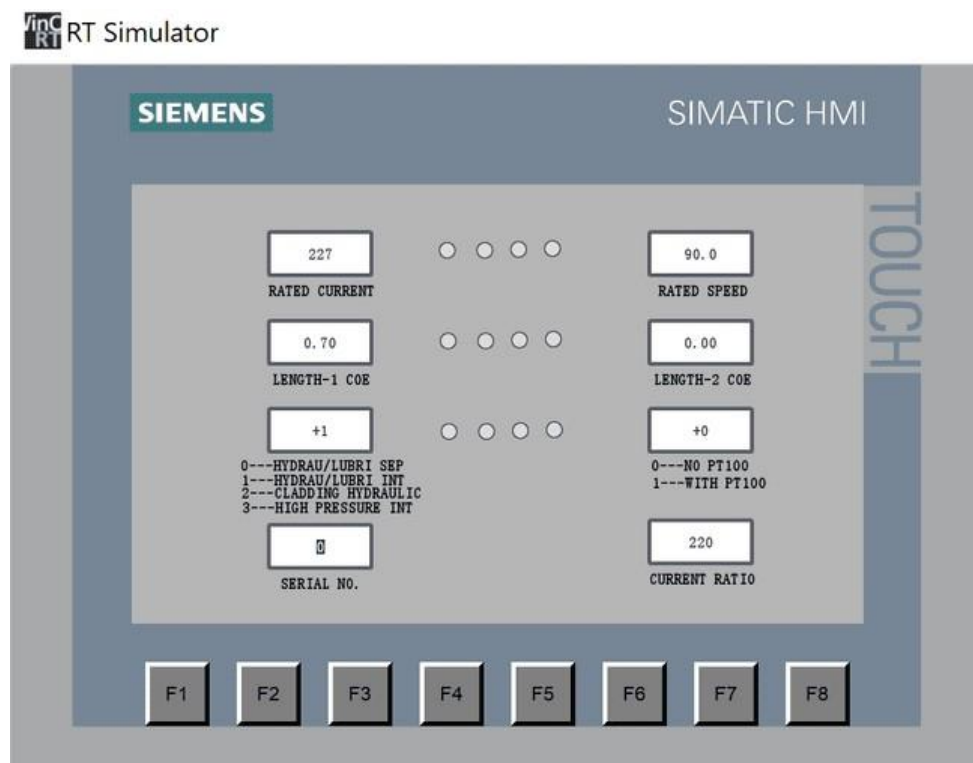 WinC
RT
RT Simulator
SIEMENS
SIMATIC HMI
TOUCH
227
90.0
RATED CURRENT
RATED SPEED
0.70
0.00
LENGTH-1 COE
LENGTH-2 COE
+1
+0
0---HYDRAU/LUBRI SEP
1---HYDRAU/LUBRI INT
2---CLADDING HYDRAULIC
3---HIGH PRESSURE INT
0---NO PT100
1---WITH PT100
0
220
SERIAL NO.
CURRENT RATIO
F1 F2 F3 F4 F5 F6 F7 F8